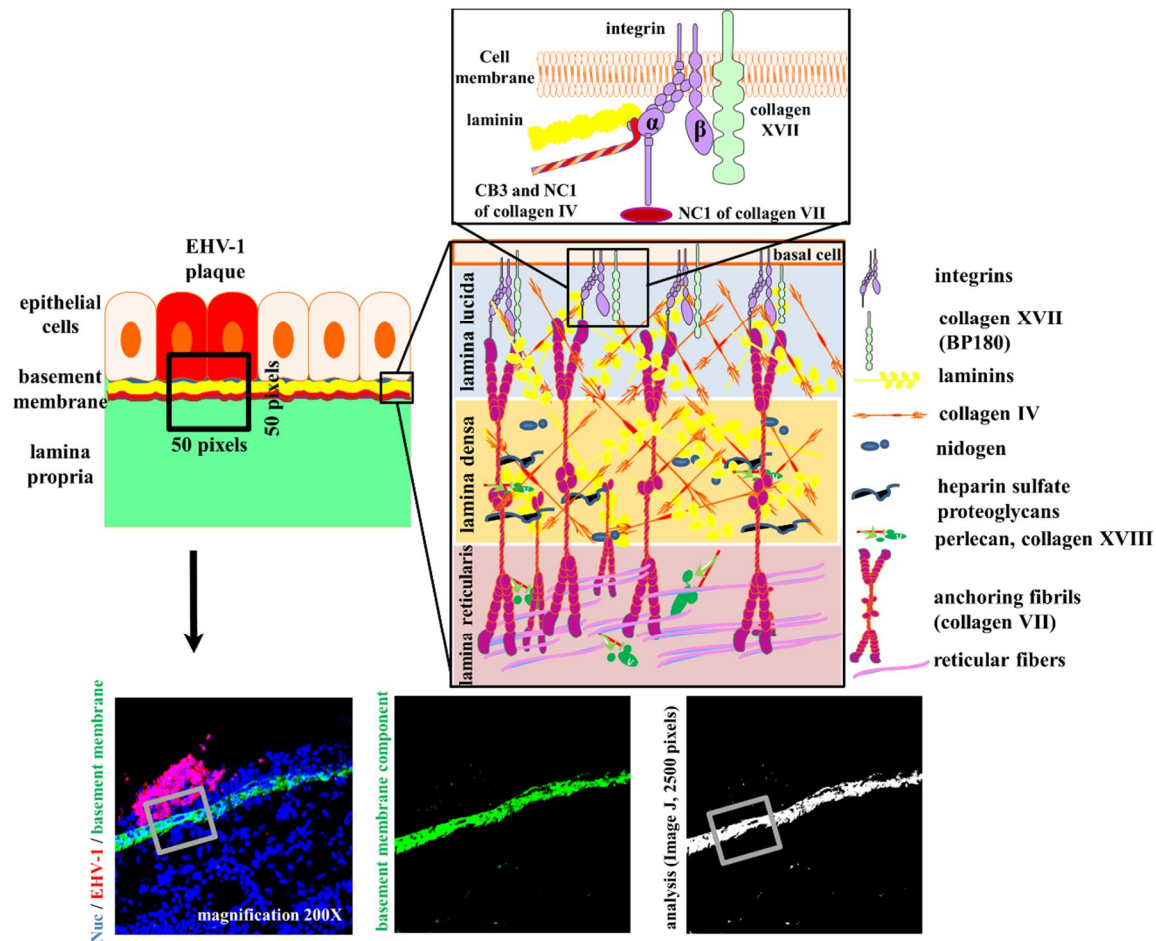 integrin
Cell
membrane
laminin
α
β
collagen
XVII
CB3 and NC1
of collagen IV
NC1 of collagen VII
EHV-1
plaque
epithelial
cells
basement
membrane
50 pixels
50 pixels
lamina
propria
basal cell
lamina lucida
lamina densa
lamina reticularis
integrins
collagen XVII
(BP180)
laminins
collagen IV
nidogen
heparin sulfate
proteoglycans
perlecan, collagen XVIII
anchoring fibrils
(collagen VII)
reticular fibers
Nuc / EHV-1 / basement membrane
magnification 200X
basement membrane component
analysis (Image J, 2500 pixels)